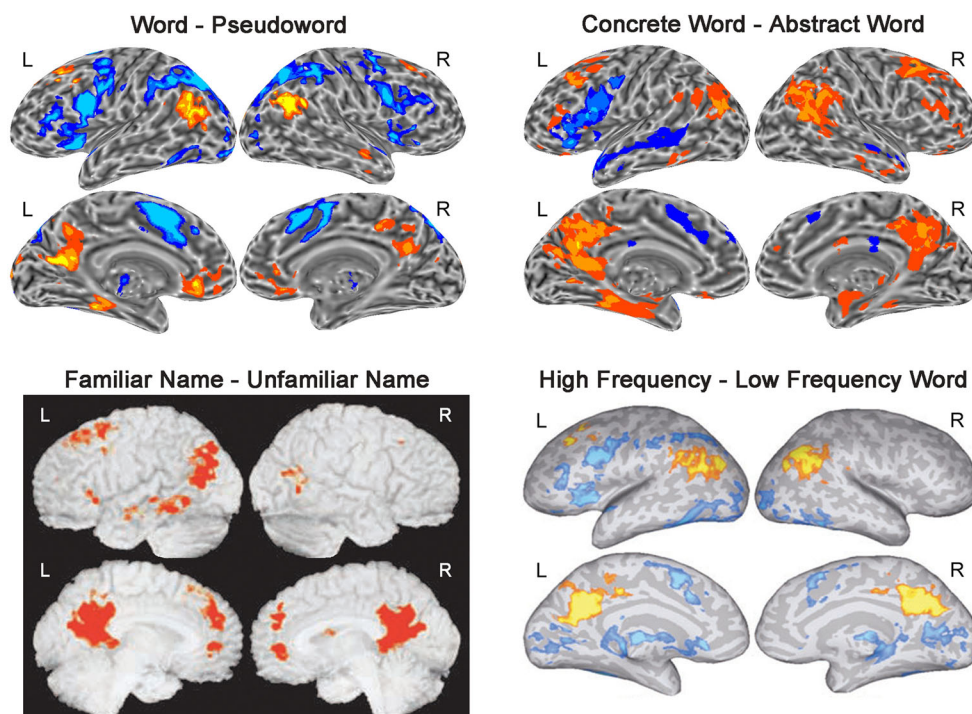 Word - Pseudoword
L R
L R
Concrete Word - Abstract Word
L R
L R
Familiar Name - Unfamiliar Name
L R
L R
High Frequency - Low Frequency Word
L R
L R